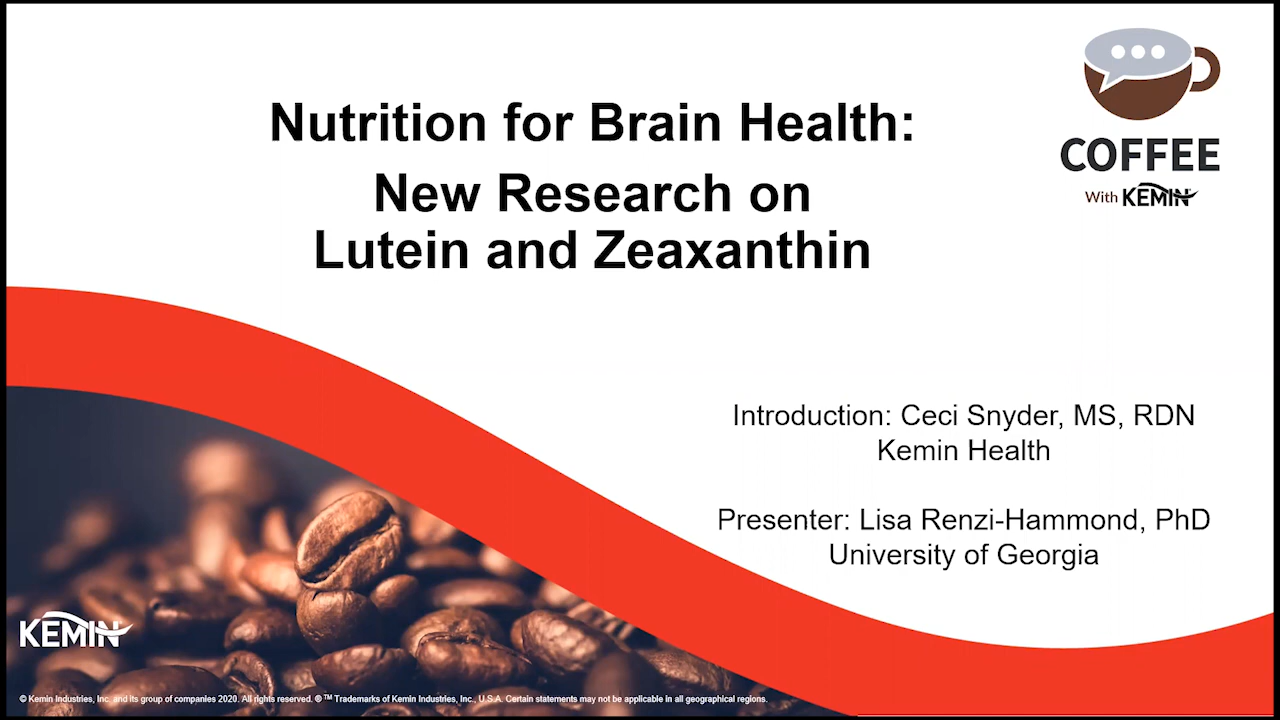 Nutrition for Brain Health:
New Research on
Lutein and Zeaxanthin
COFFEE
With KEMIN
Introduction: Ceci Snyder, MS, RDN
Kemin Health
Presenter: Lisa Renzi-Hammond, PhD
University of Georgia
KEMIN
© Kemin Industries, Inc. and its group of companies 2020. All rights reserved. ® ™ Trademarks of Kemin Industries, Inc., U.S.A. Certain statements may not be applicable in all geographical regions.